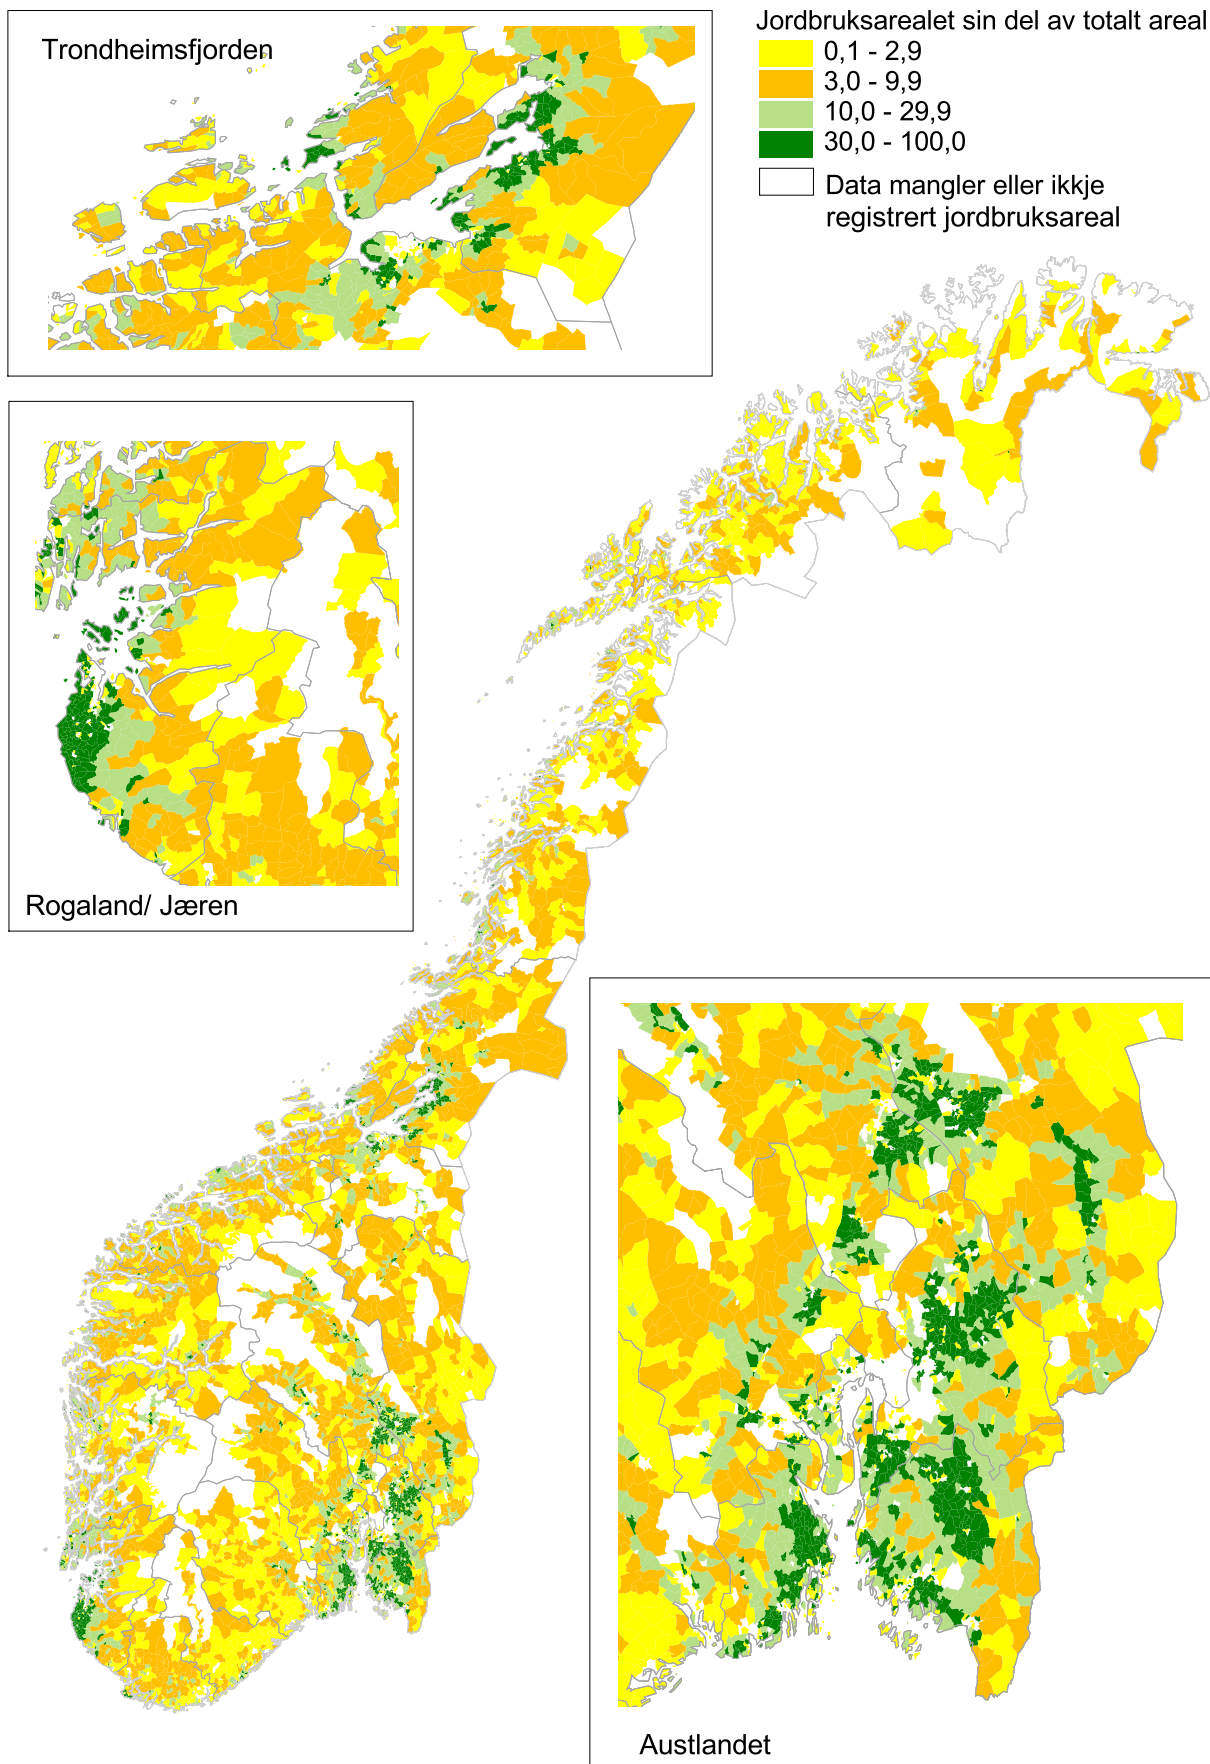 Trondheimsfjorden
Jordbruksarealet sin del av totalt areal
0,1 - 2,9
3,0 - 9,9
10,0 - 29,9
30,0 - 100,0
Data mangler eller ikkje
registrert jordbruksareal
Rogaland/ Jæren
Austlandet